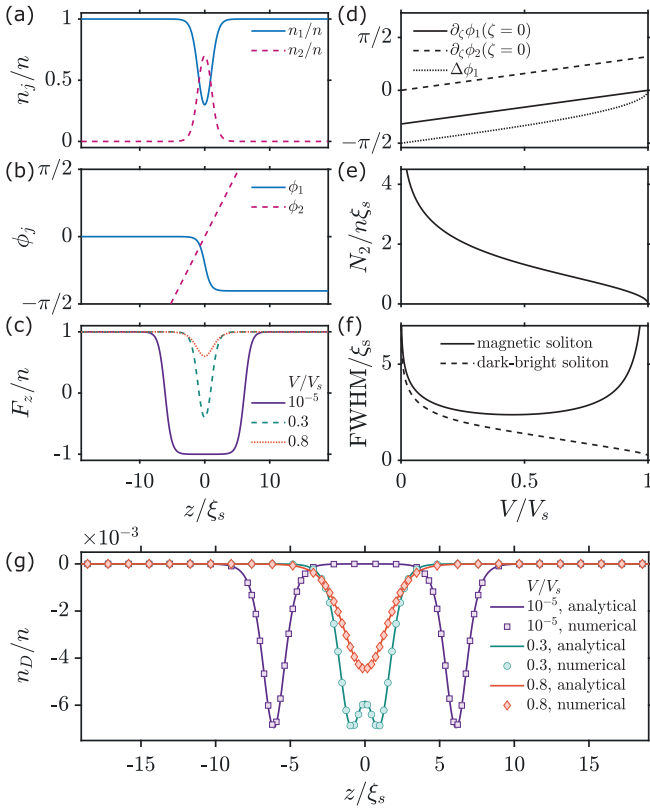 (a)
n_j/n
1
0.5
0
n_1/n
n_2/n
(b)
ϕ_j
π/2
0
−π/2
ϕ_1
ϕ_2
(c)
F_z/n
1
0
-1
V/V_s
10^{-5}
0.3
0.8
-10
0
10
z/ξ_s
(d)
π/2
0
−π/2
∂_ζϕ_1(ζ = 0)
∂_ζϕ_2(ζ = 0)
Δϕ_1
(e)
N_2/nξ_s
4
2
0
(f)
FWHM/ξ_s
5
magnetic soliton
dark-bright soliton
0
0.5
1
V/V_s
(g)
×10^{-3}
n_D/n
0
-2
-4
-6
V/V_s
10^{-5}, analytical
10^{-5}, numerical
0.3, analytical
0.3, numerical
0.8, analytical
0.8, numerical
-15
-10
-5
0
5
10
15
z/ξ_s